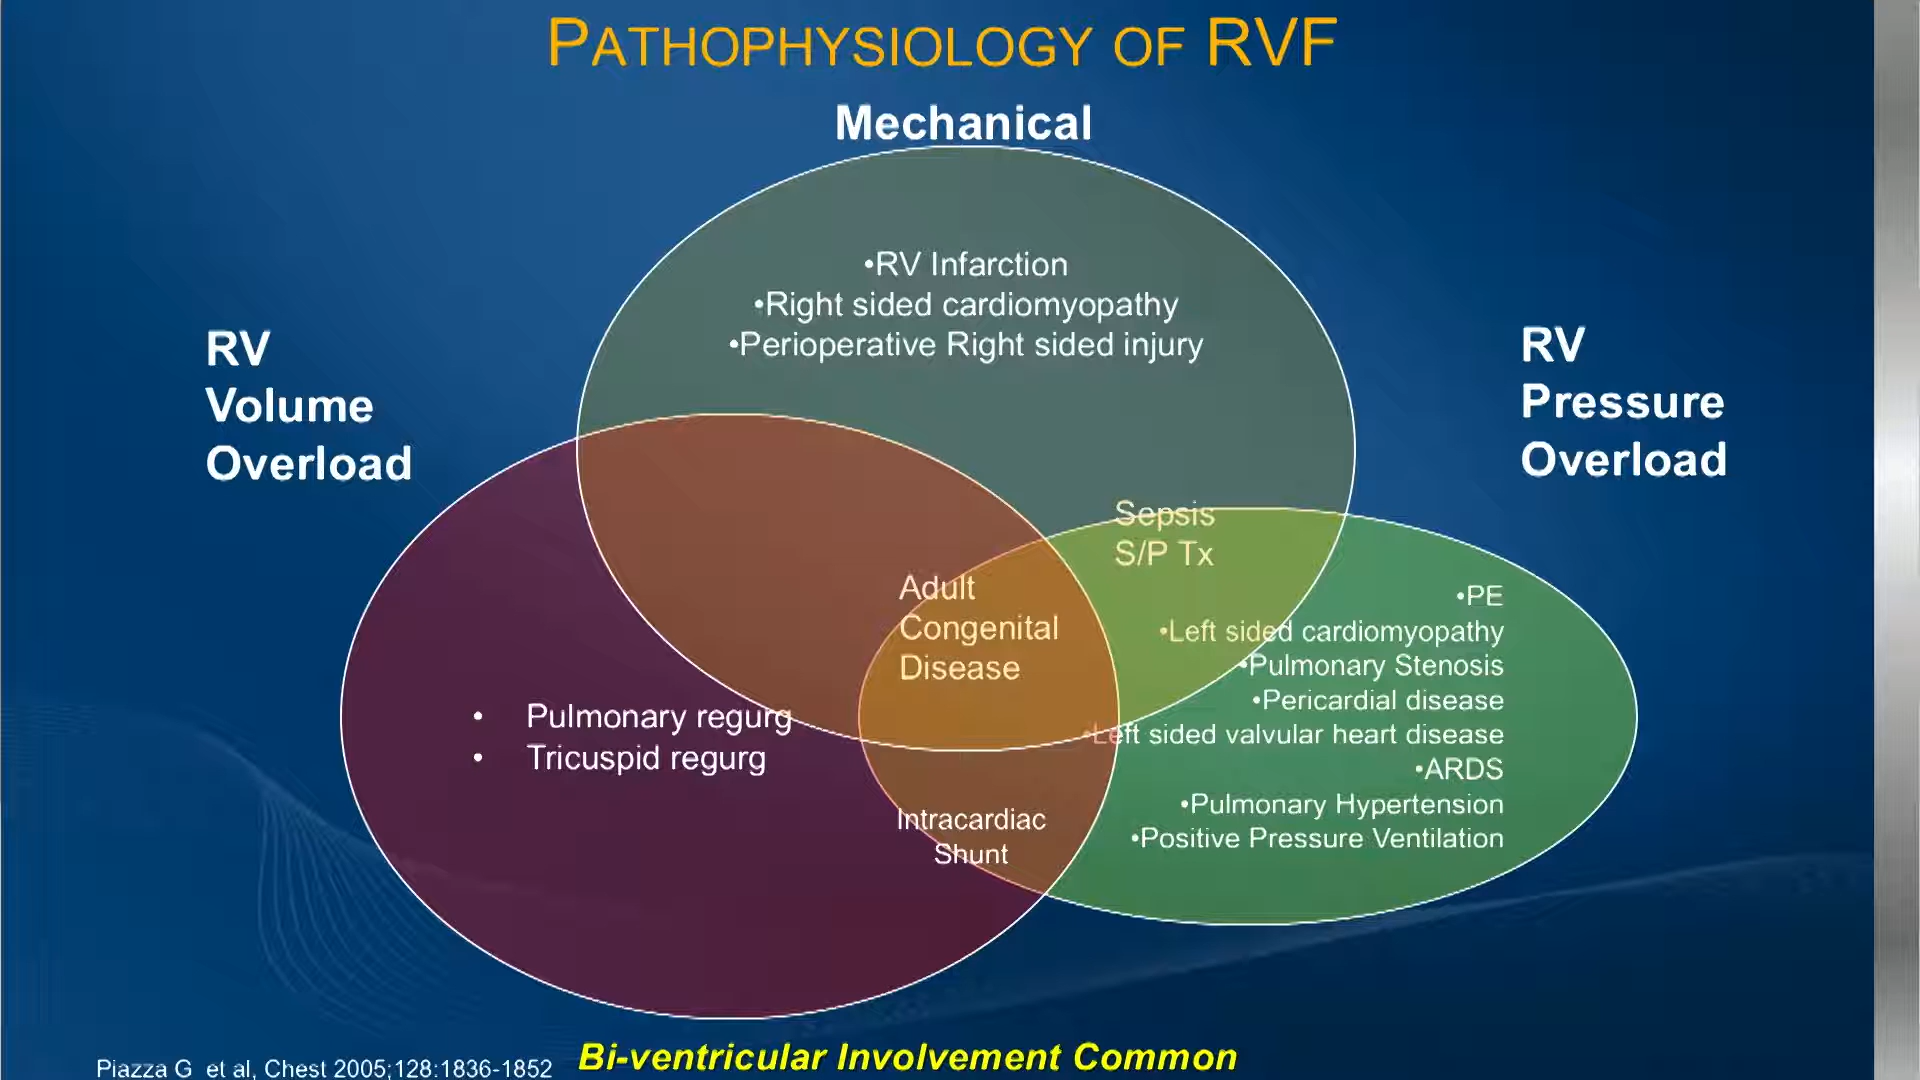 PATHOPHYSIOLOGY OF RVF
Mechanical
•RV Infarction
•Right sided cardiomyopathy
•Perioperative Right sided injury
RV
Volume
Overload
RV
Pressure
Overload
Sepsis
S/P Tx
Adult
Congenital
Disease
•PE
•Left sided cardiomyopathy
•Pulmonary Stenosis
•Pericardial disease
•Left sided valvular heart disease
•ARDS
•Pulmonary Hypertension
•Positive Pressure Ventilation
• Pulmonary regurg
• Tricuspid regurg
Intracardiac
Shunt
Bi-ventricular Involvement Common
Piazza G et al, Chest 2005;128:1836-1852